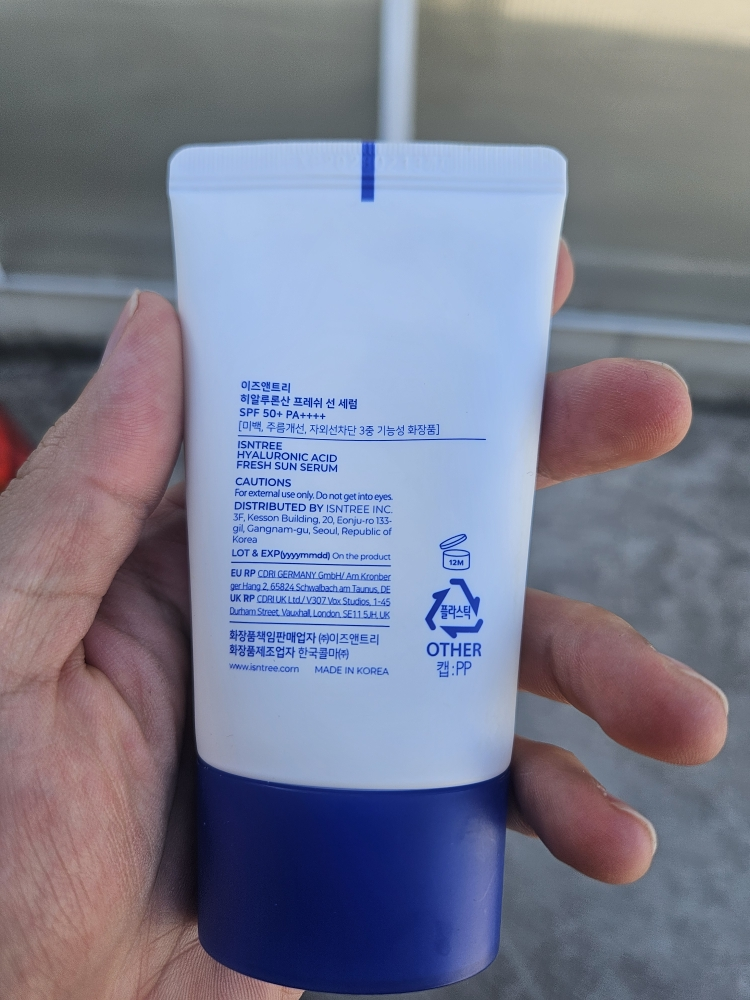 이즈앤트리
히알루론산 프레쉬 선 세럼
SPF 50+ PA++++
[미백, 주름개선, 자외선차단 3중 기능성 화장품]
ISNTREE
HYALURONIC ACID
FRESH SUN SERUM
CAUTIONS
For external use only. Do not get into eyes.
DISTRIBUTED BY ISNTREE INC.
3F, Kesson Building, 20, Eonju-ro 133-
gil, Gangnam-gu, Seoul, Republic of
Korea
LOT & EXP(yyyymmdd) On the product
EU RP CDRI GERMANY GmbH/ Am Kronber
ger Hang 2, 65824 Schwalbach am Taunus, DE
UK RP CDRI UK Ltd./ V307 Vox Studios, 1-45
Durham Street, Vauxhall, London, SE11 5JH, UK
화장품책임판매업자 ㈜이즈앤트리
화장품제조업자 한국콜마㈜
www.isntree.com MADE IN KOREA
12M
플라스틱
OTHER
캡:PP